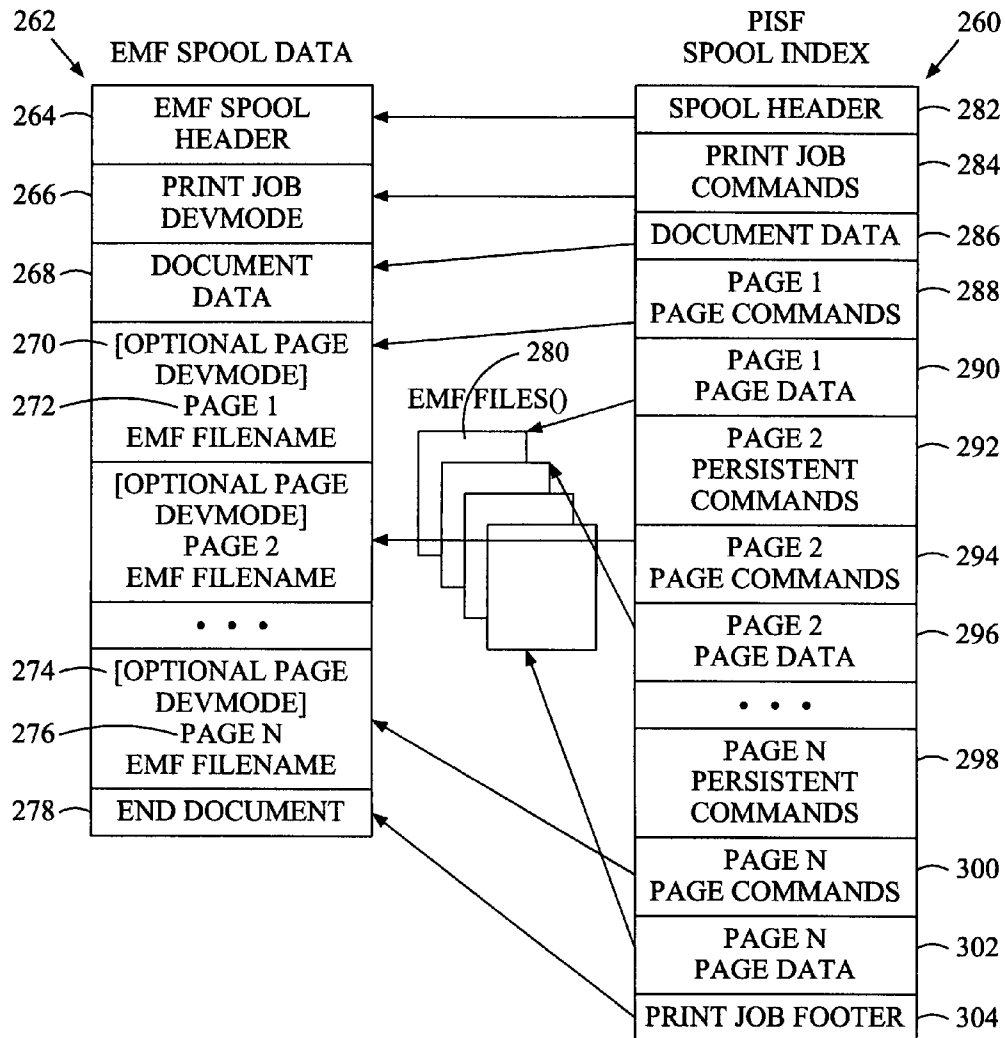 262
EMF SPOOL DATA
264
EMF SPOOL
HEADER
266
PRINT JOB
DEVMODE
268
DOCUMENT
DATA
270
[OPTIONAL PAGE
DEVMODE]
272
PAGE 1
EMF FILENAME
[OPTIONAL PAGE
DEVMODE]
PAGE 2
EMF FILENAME
• • •
274
[OPTIONAL PAGE
DEVMODE]
276
PAGE N
EMF FILENAME
278
END DOCUMENT
280
EMF FILES()
PISF
SPOOL INDEX
260
SPOOL HEADER
282
PRINT JOB
COMMANDS
284
DOCUMENT DATA
286
PAGE 1
PAGE COMMANDS
288
PAGE 1
PAGE DATA
290
PAGE 2
PERSISTENT
COMMANDS
292
PAGE 2
PAGE COMMANDS
294
PAGE 2
PAGE DATA
296
• • •
PAGE N
PERSISTENT
COMMANDS
298
PAGE N
PAGE COMMANDS
300
PAGE N
PAGE DATA
302
PRINT JOB FOOTER
304